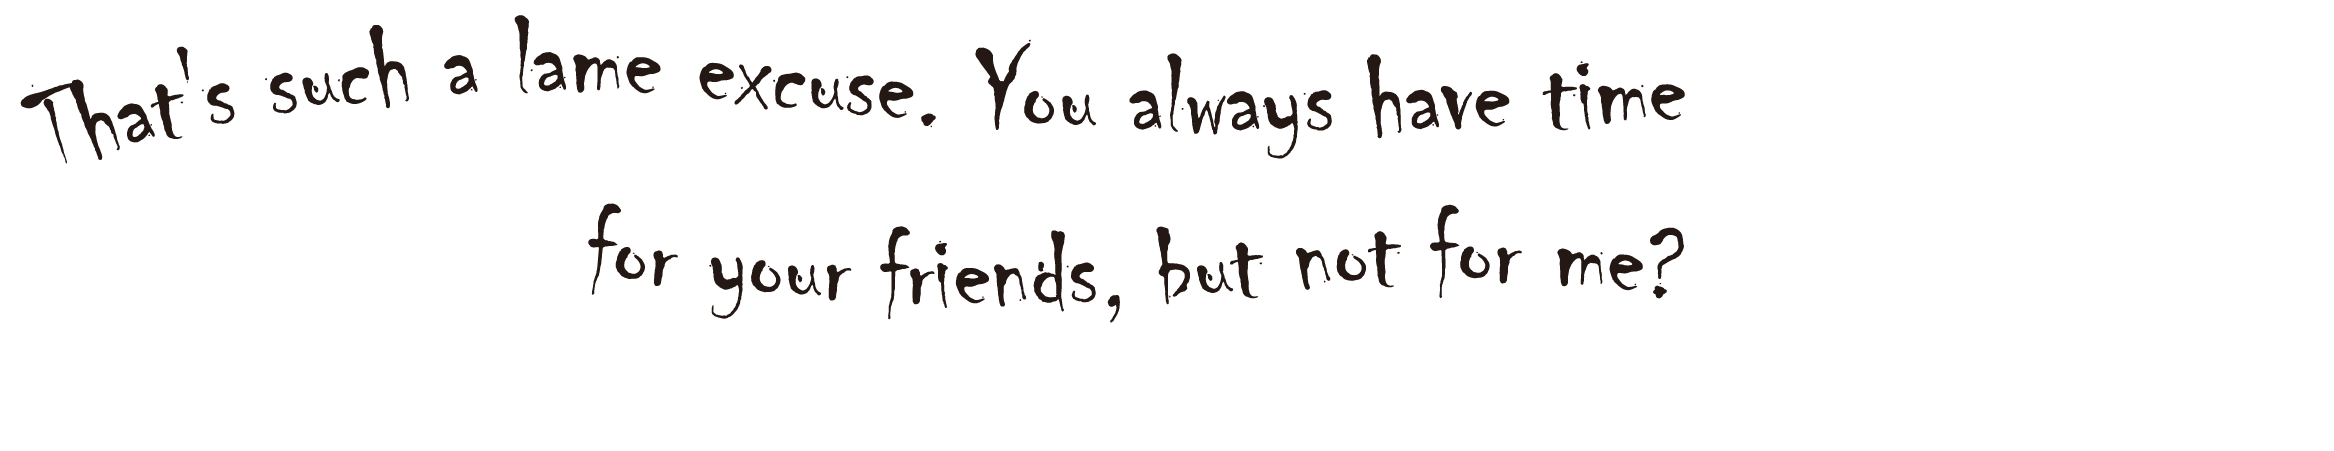 That's such a lame excuse. You always have time
for your friends, but not for me?